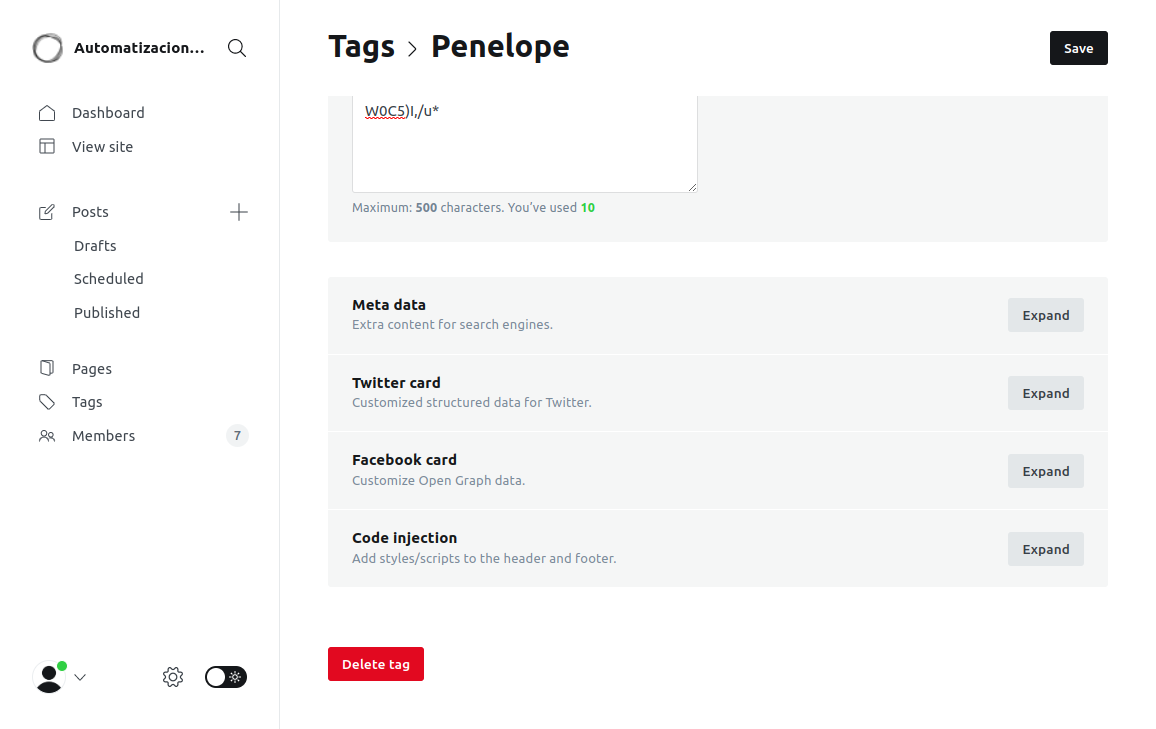 Automatizacion...
Tags > Penelope
Save
Dashboard
View site
Posts
Drafts
Scheduled
Published
Pages
Tags
Members 7
W0C5)I,/u*
Maximum: 500 characters. You’ve used 10
Meta data
Extra content for search engines.
Expand
Twitter card
Customized structured data for Twitter.
Expand
Facebook card
Customize Open Graph data.
Expand
Code injection
Add styles/scripts to the header and footer.
Expand
Delete tag